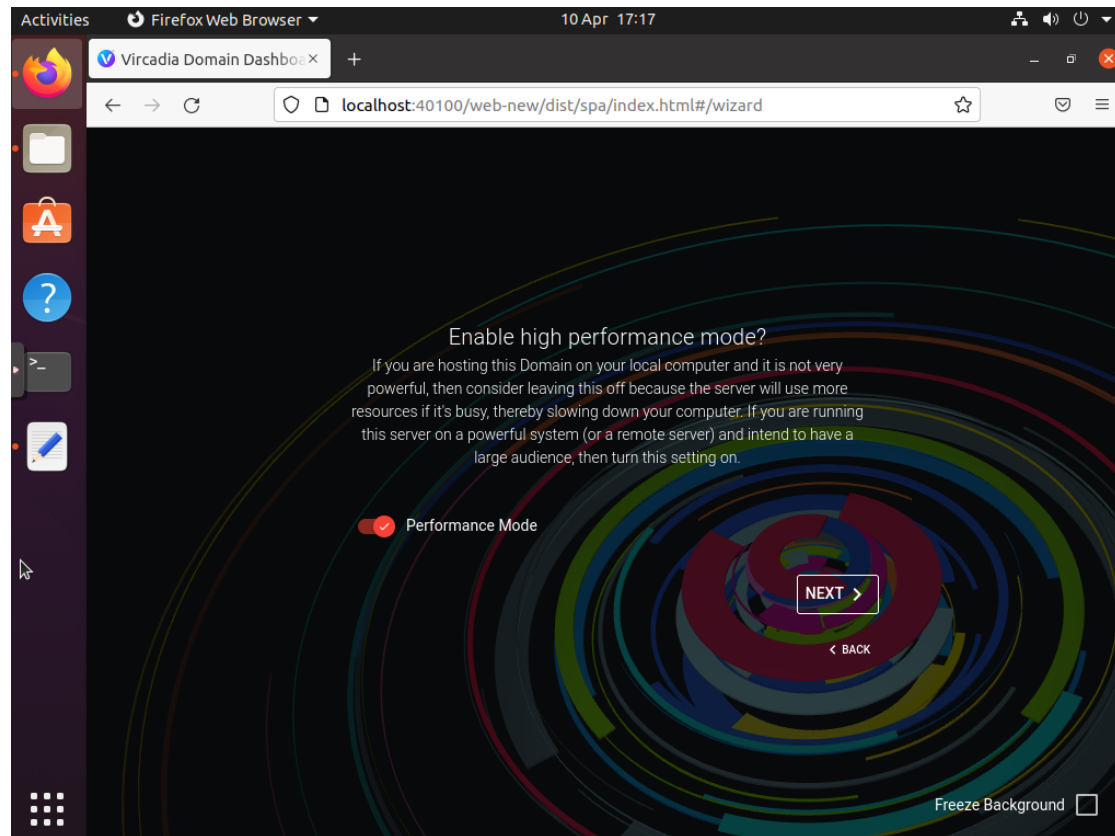 Activities
Firefox Web Browser
10 Apr 17:17
Vircadia Domain Dashboa
localhost:40100/web-new/dist/spa/index.html#/wizard
Enable high performance mode?
If you are hosting this Domain on your local computer and it is not very
powerful, then consider leaving this off because the server will use more
resources if it's busy, thereby slowing down your computer. If you are running
this server on a powerful system (or a remote server) and intend to have a
large audience, then turn this setting on.
Performance Mode
NEXT
BACK
Freeze Background